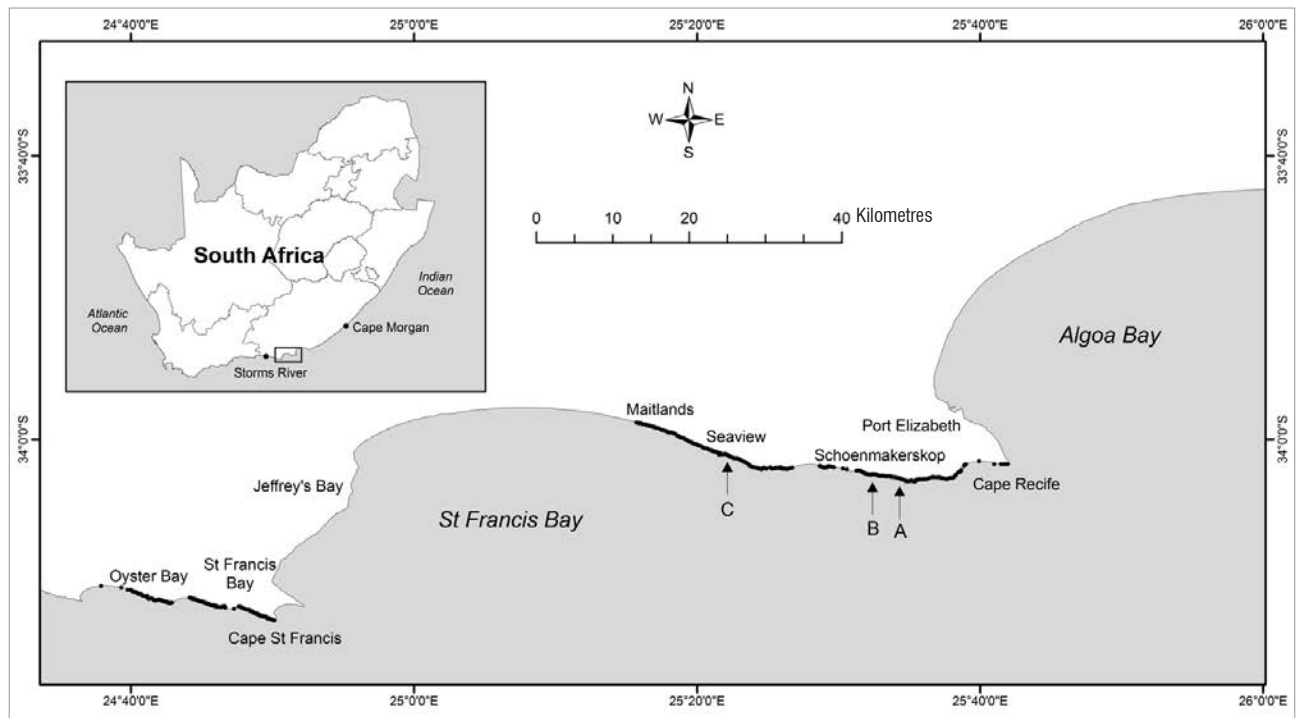 24°40'0"E 25°0'0"E 25°20'0"E 25°40'0"E 26°0'0"E
N
W E
S
33°40'0"S 33°40'0"S
0 10 20 40 Kilometres
South Africa
Indian
Ocean
Atlantic
Ocean
Cape Morgan
Storms River
Algoa Bay
Maitlands
Port Elizabeth
Seaview
34°0'0"S 34°0'0"S
Schoenmakerskop
Cape Recife
Jeffrey's Bay
C
B
A
St Francis Bay
St Francis
Bay
Oyster Bay
Cape St Francis
24°40'0"E 25°0'0"E 25°20'0"E 25°40'0"E 26°0'0"E